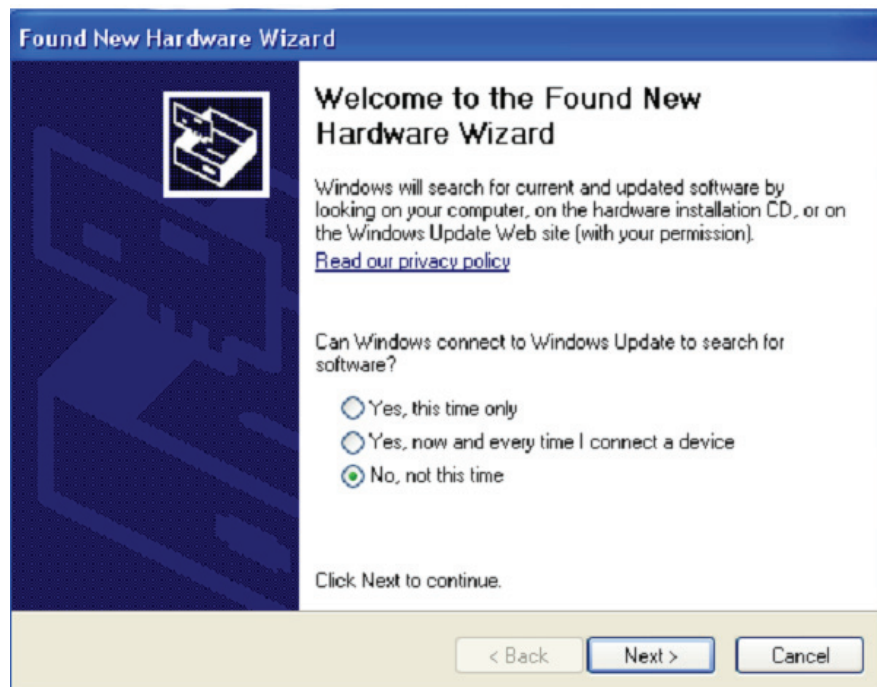 Found New Hardware Wizard
Welcome to the Found New
Hardware Wizard
Windows will search for current and updated software by
looking on your computer, on the hardware installation CD, or on
the Windows Update Web site (with your permission).
Read our privacy policy
Can Windows connect to Windows Update to search for
software?
Yes, this time only
Yes, now and every time I connect a device
No, not this time
Click Next to continue.
< Back Next > Cancel